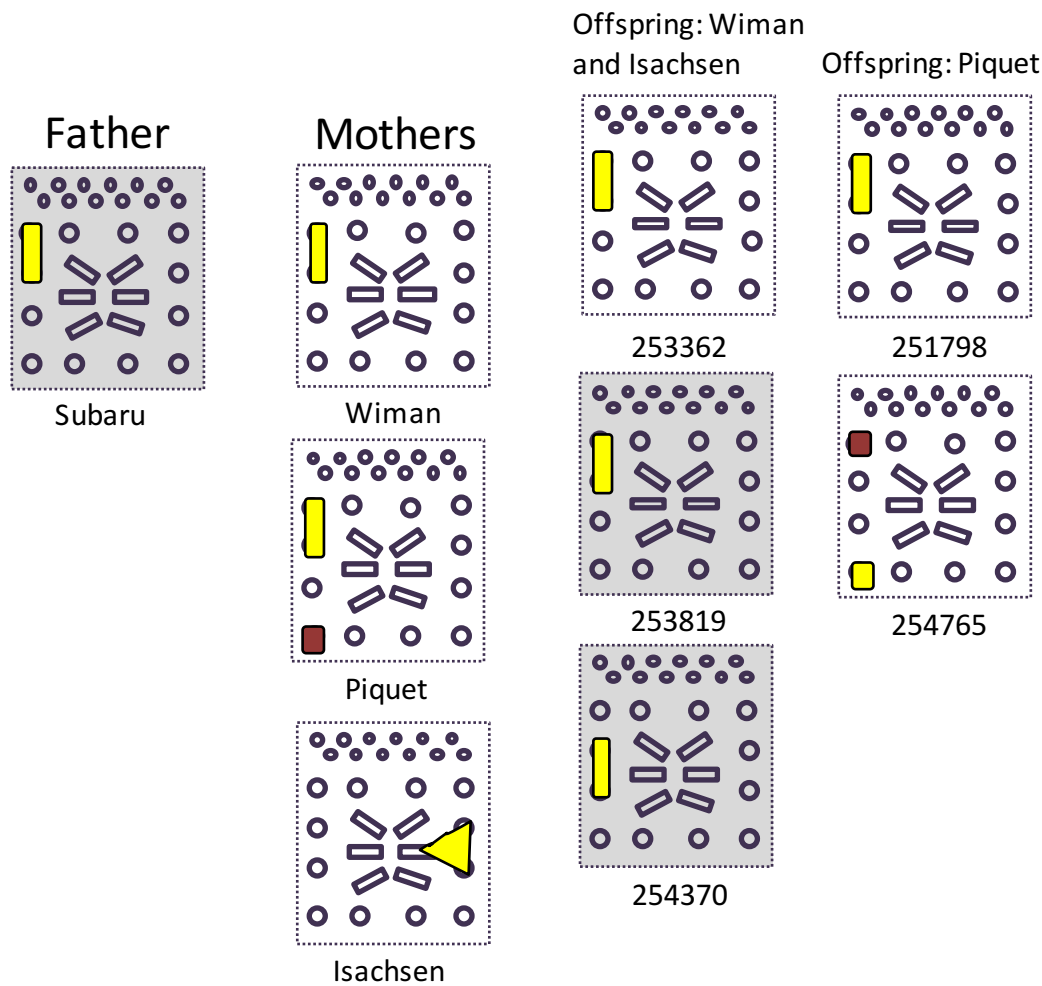 Father
Subaru
Mothers
Wiman
Piquet
Isachsen
Offspring: Wiman
and Isachsen
253362
253819
254370
Offspring: Piquet
251798
254765